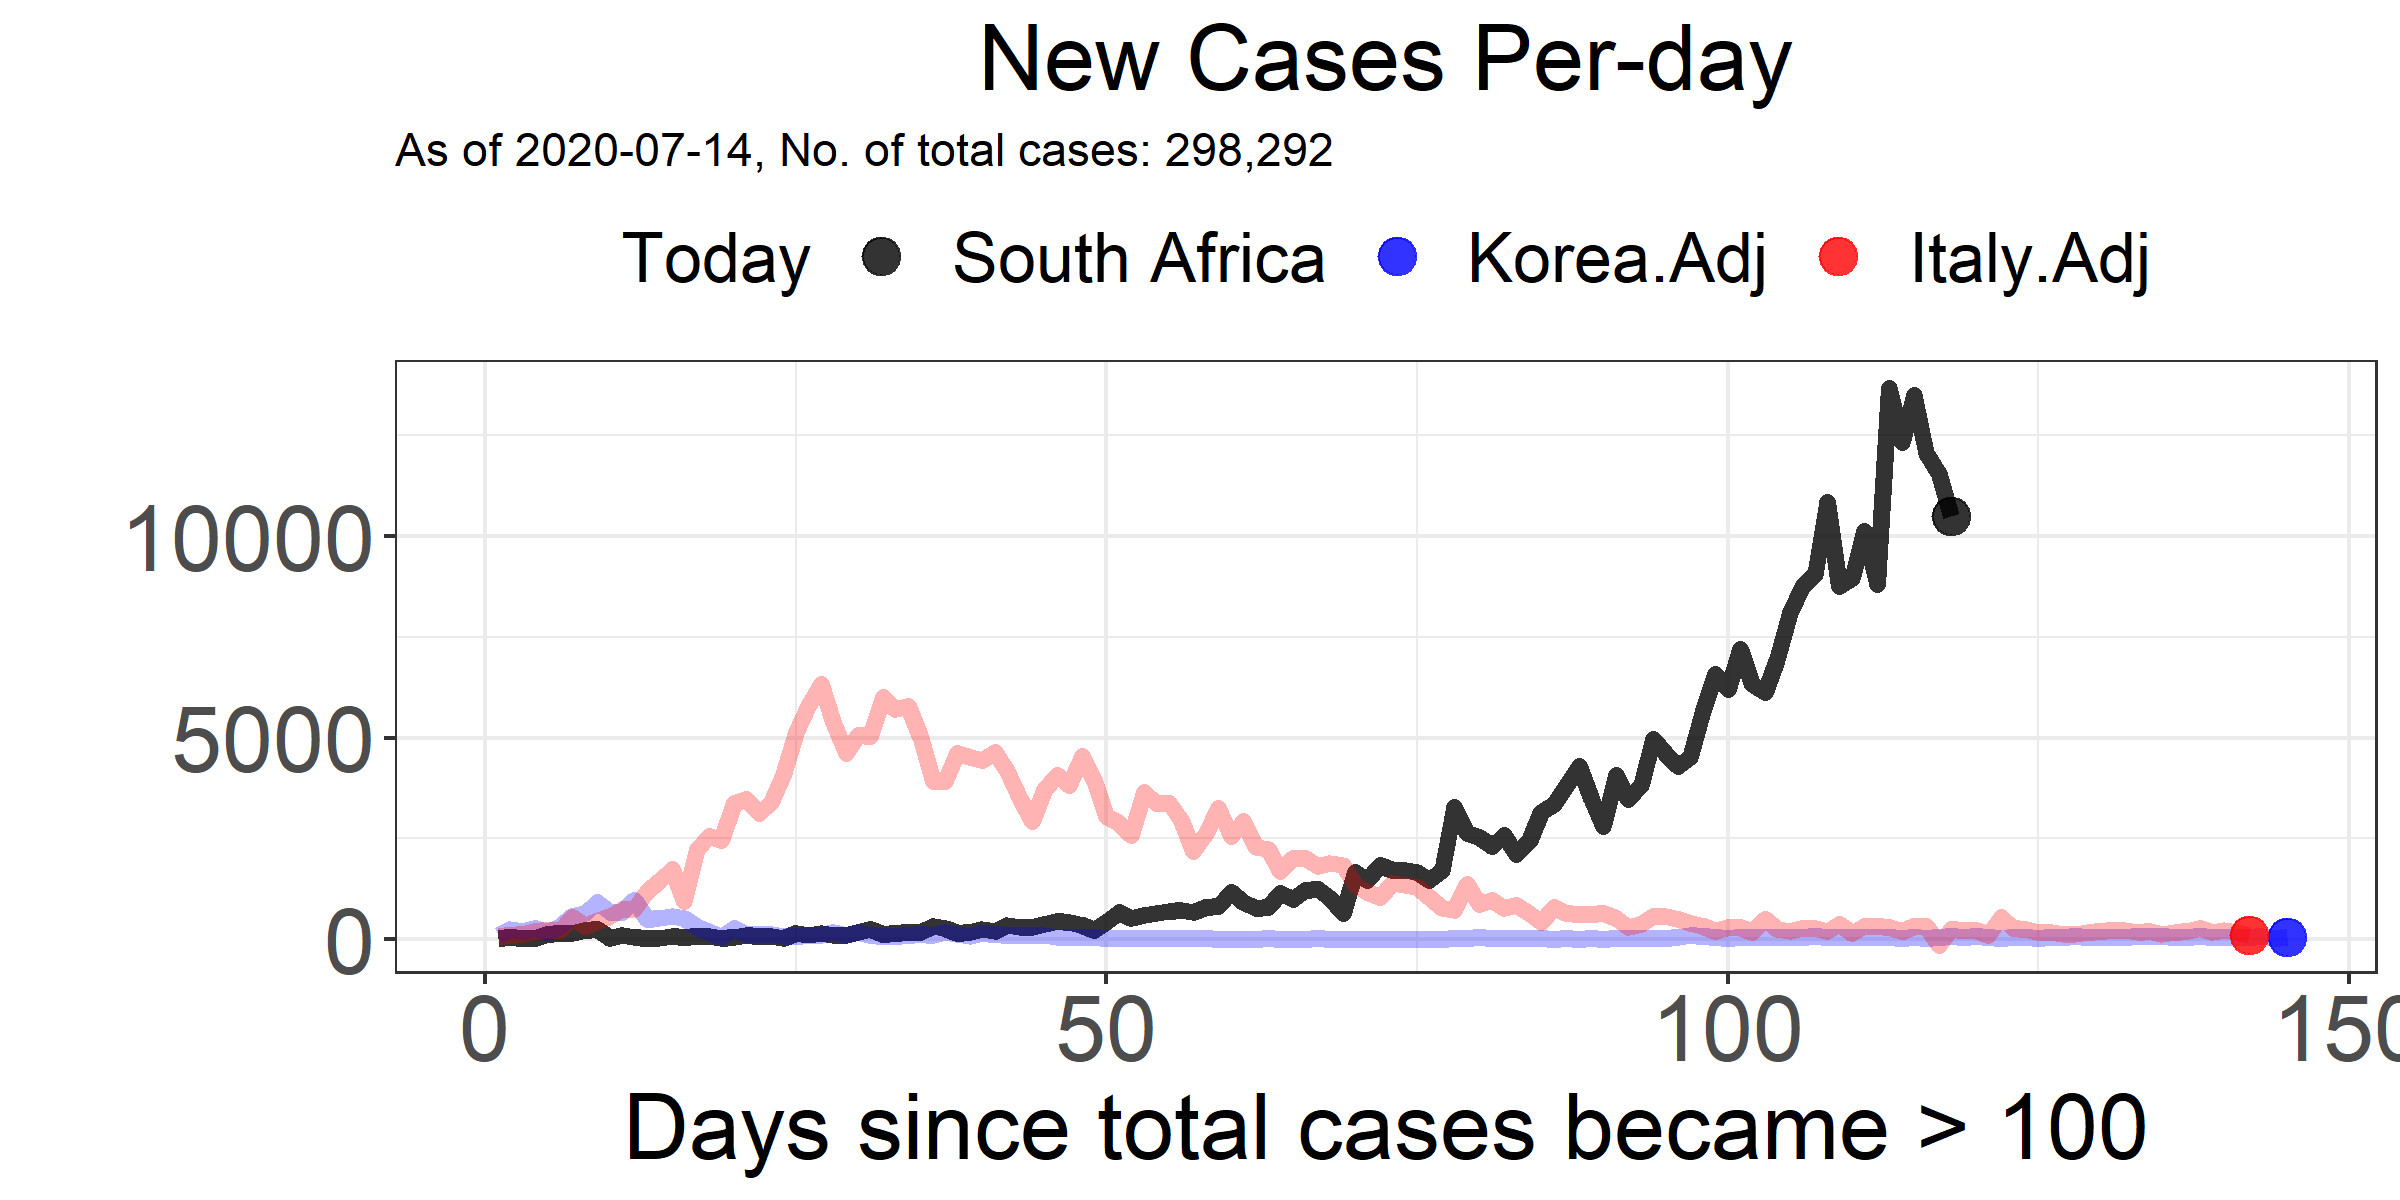 New Cases Per-day
As of 2020-07-14, No. of total cases: 298,292
Today South Africa Korea.Adj Italy.Adj
10000
5000
0
0 50 100 150
Days since total cases became > 100